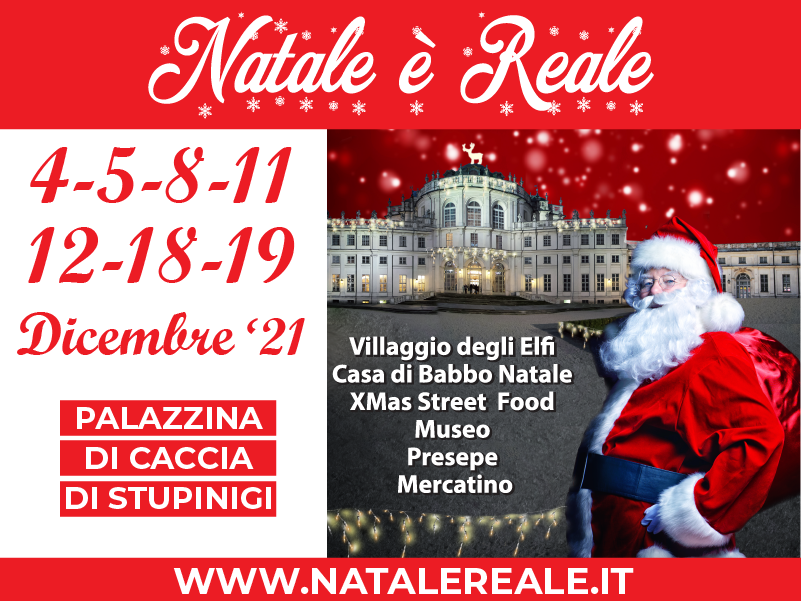 Natale è Reale
4-5-8-11
12-18-19
Dicembre ‘21
PALAZZINA
DI CACCIA
DI STUPINIGI
Villaggio degli Elfi
Casa di Babbo Natale
XMas Street Food
Museo
Presepe
Mercatino
WWW.NATALEREALE.IT